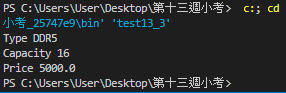 PS C:\Users\User\Desktop\第十三週小考> c:; cd
小考_25747e9\bin' 'test13_3'
Type DDR5
Capacity 16
Price 5000.0
PS C:\Users\User\Desktop\第十三週小考>